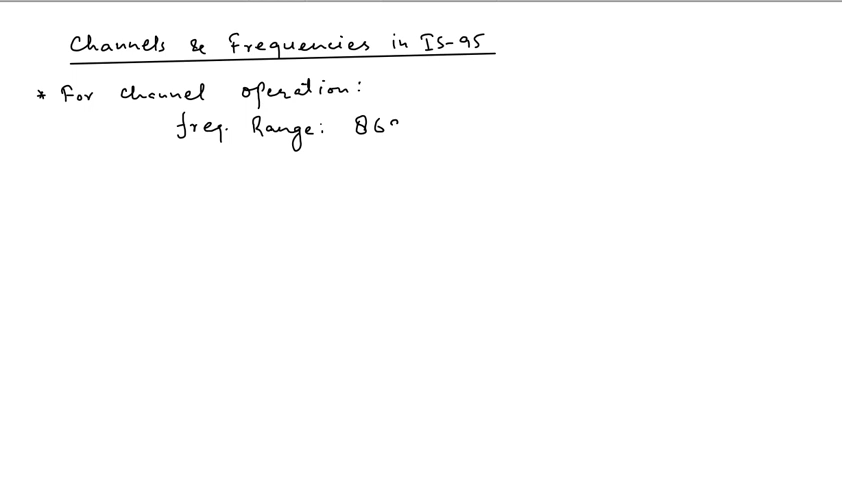 Channels & Frequencies in IS-95
* For channel operation:
freq. Range: 86